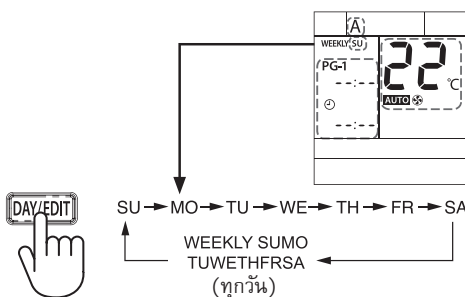 A
WEEKLY SU
PG-1
--:--
--:--
22 °C
AUTO
DAY/EDIT
SU → MO → TU → WE → TH → FR → SA
WEEKLY SUMO
TUWETHFRSA
(ทุกวัน)